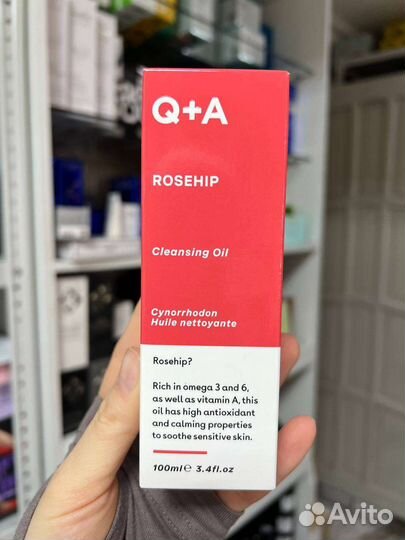 Q+A
ROSEHIP
Cleansing Oil
Cynorrhodon
Huile nettoyante
Rosehip?
Rich in omega 3 and 6,
as well as vitamin A, this
oil has high antioxidant
and calming properties
to soothe sensitive skin.
100ml℮ 3.4fl.oz
Avito